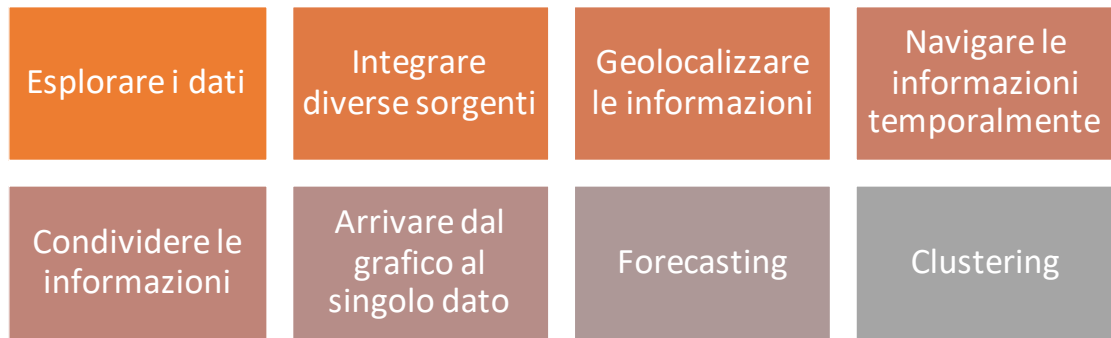 Esplorare i dati
Integrare
diverse sorgenti
Geolocalizzare
le informazioni
Navigare le
informazioni
temporalmente
Condividere le
informazioni
Arrivare dal
grafico al
singolo dato
Forecasting
Clustering